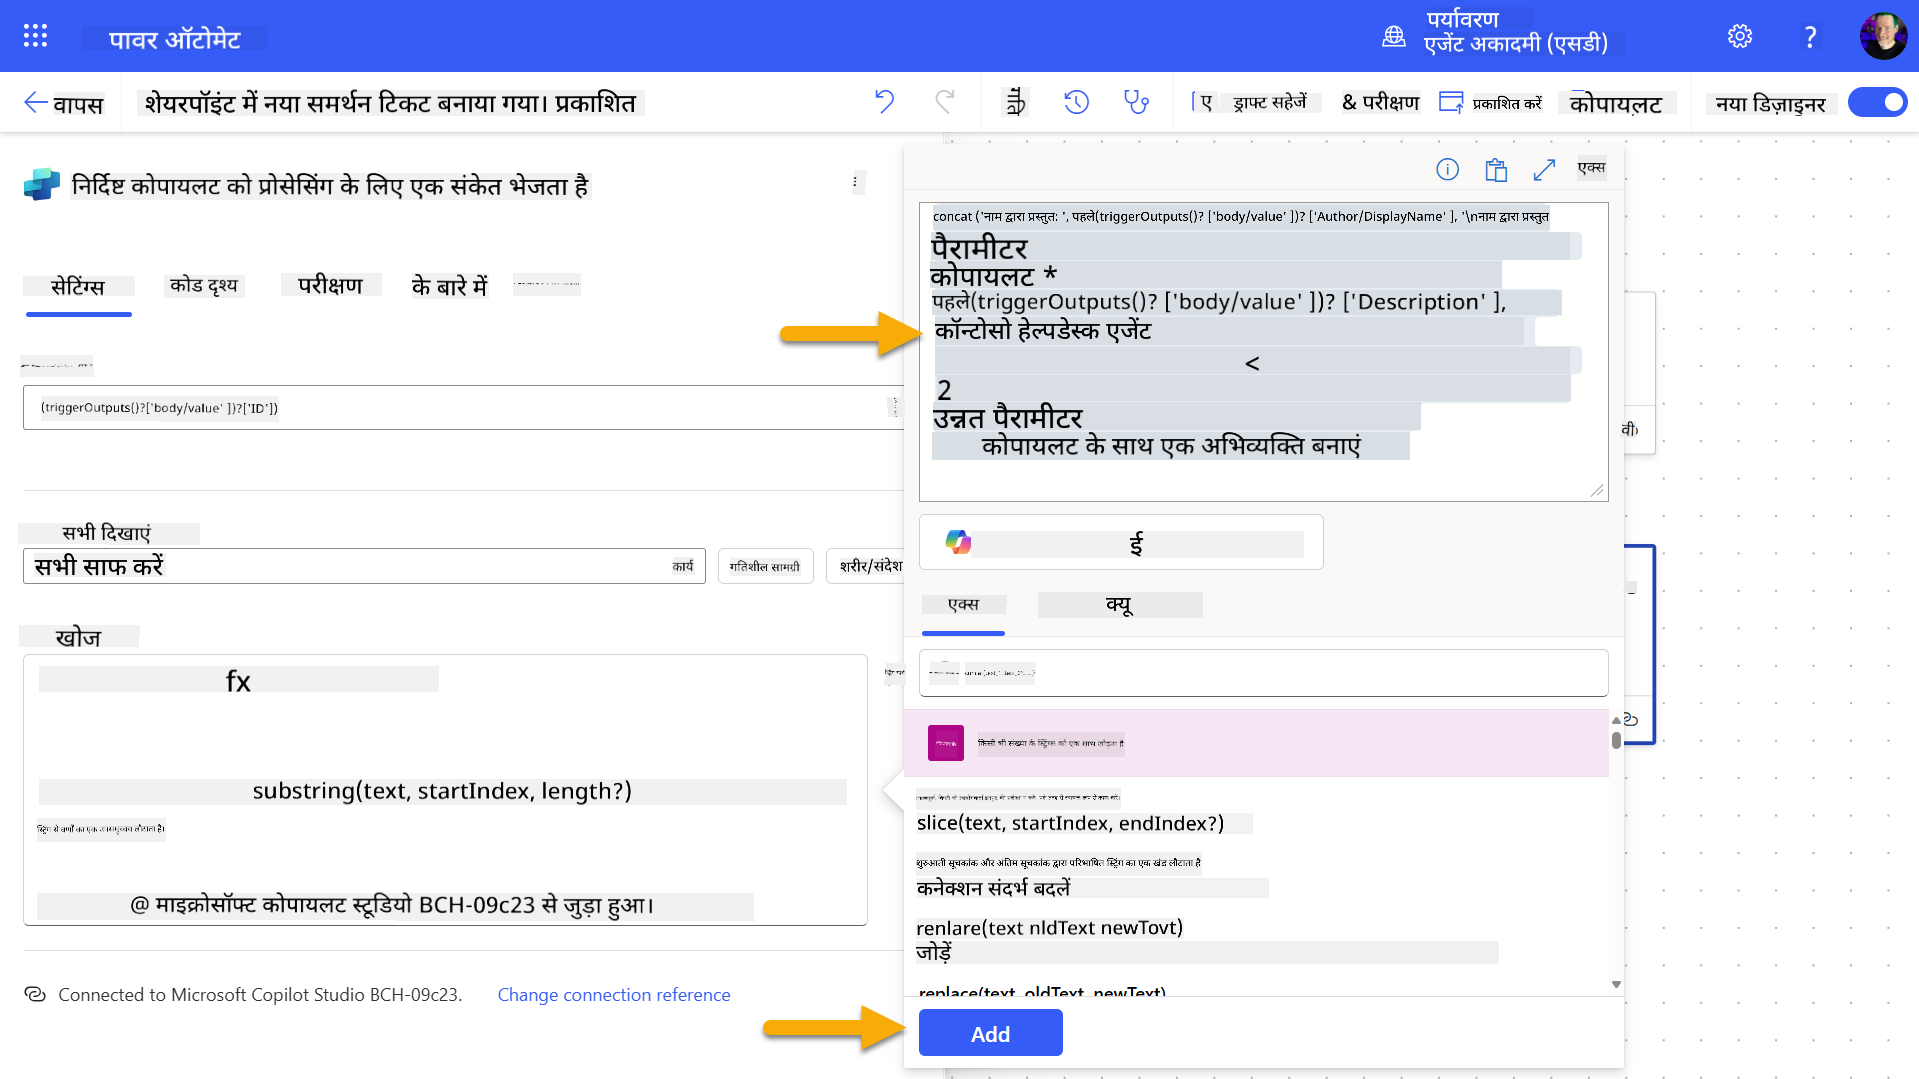 पावर ऑटोमेट
पर्यावरण
एजेंट अकादमी (एसडी)
?
वापस
शेयरपॉइंट में नया समर्थन टिकट बनाया गया। प्रकाशित
ए
ड्राफ्ट सहेजें
& परीक्षण
प्रकाशित करें
कोपायलट
नया डिज़ाइनर
निर्दिष्ट कोपायलट को प्रोसेसिंग के लिए एक संकेत भेजता है
सेटिंग्स
कोड दृश्य
परीक्षण
के बारे में
(triggerOutputs()?['body/value' ])?['ID'])
सभी दिखाएं
सभी साफ करें
कार्य
गतिशील सामग्री
शरीर/संदेश
खोज
fx
substring(text, startIndex, length?)
स्ट्रिंग से वर्णों का एक उपसमुच्चय लौटाता है।
@ माइक्रोसॉफ्ट कोपायलट स्टूडियो BCH-09c23 से जुड़ा हुआ।
Connected to Microsoft Copilot Studio BCH-09c23.
Change connection reference
एक्स
concat ('नाम द्वारा प्रस्तुत: ', पहले(triggerOutputs()? ['body/value' ])? ['Author/DisplayName' ], '\nनाम द्वारा प्रस्तुत
पैरामीटर
कोपायलट *
पहले(triggerOutputs()? ['body/value' ])? ['Description' ],
कॉन्टोसो हेल्पडेस्क एजेंट
<
2
उन्नत पैरामीटर
कोपायलट के साथ एक अभिव्यक्ति बनाएं
ई
एक्स
क्यू
किसी भी संख्या के स्ट्रिंग्स को एक साथ जोड़ता है
slice(text, startIndex, endIndex?)
शुरुआती सूचकांक और अंतिम सूचकांक द्वारा परिभाषित स्ट्रिंग का एक खंड लौटाता है
कनेक्शन संदर्भ बदलें
renlare(text nldText newTovt)
जोड़ें
replace(text, oldText, newText)
Add